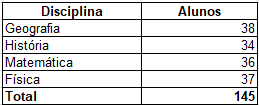 Disciplina Alunos
Geografia 38
História 34
Matemática 36
Física 37
Total 145